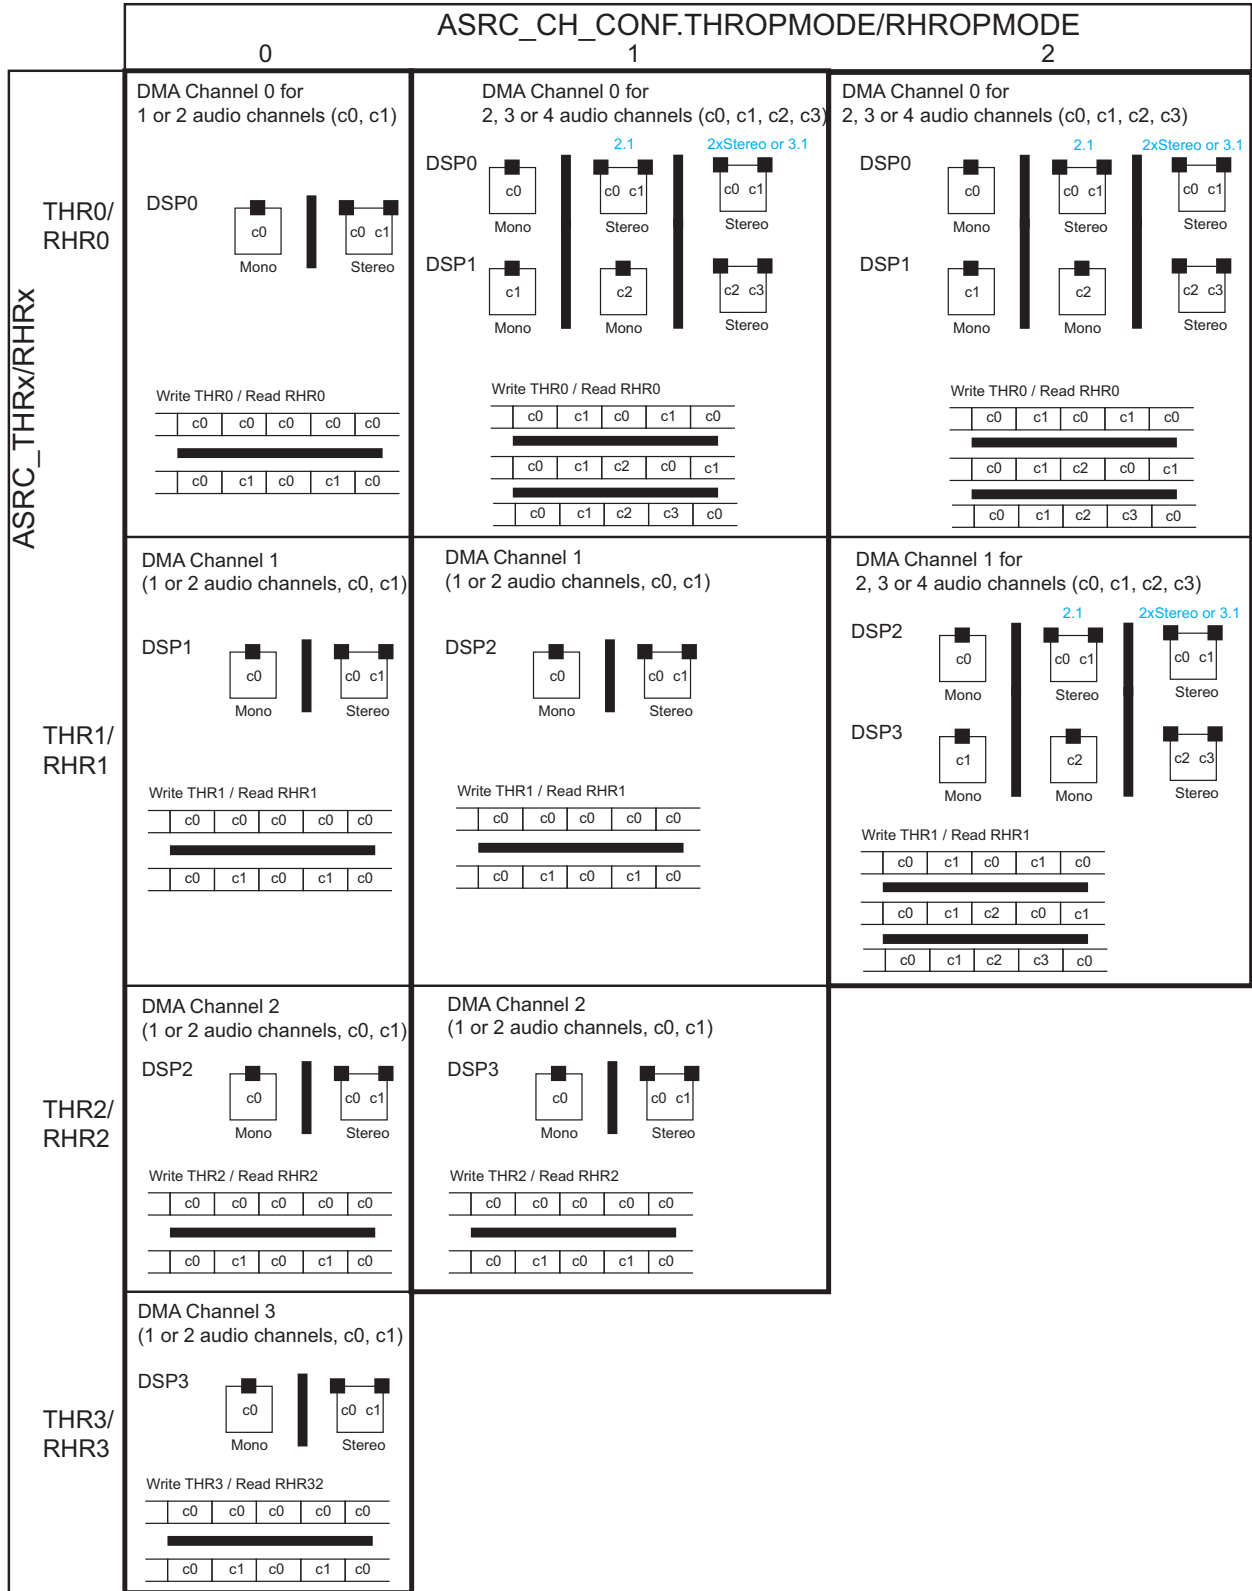 ASRC_CH_CONF.THROPMODE/RHROPMODE
0 1 2
ASRC_THRx/RHRx
THR0/
RHR0
DMA Channel 0 for
1 or 2 audio channels (c0, c1)
DSP0
c0
c0 c1
Mono
Stereo
Write THR0 / Read RHR0
c0 c0 c0 c0 c0
c0 c1 c0 c1 c0
DMA Channel 0 for
2, 3 or 4 audio channels (c0, c1, c2, c3)
2.1
2xStereo or 3.1
DSP0
c0
c0 c1
c0 c1
Mono
Stereo
Stereo
DSP1
c1
c2
c2 c3
Mono
Mono
Stereo
Write THR0 / Read RHR0
c0 c1 c0 c1 c0
c0 c1 c2 c0 c1
c0 c1 c2 c3 c0
DMA Channel 0 for
2, 3 or 4 audio channels (c0, c1, c2, c3)
2.1
2xStereo or 3.1
DSP0
c0
c0 c1
c0 c1
Mono
Stereo
Stereo
DSP1
c1
c2
c2 c3
Mono
Mono
Stereo
Write THR0 / Read RHR0
c0 c1 c0 c1 c0
c0 c1 c2 c0 c1
c0 c1 c2 c3 c0
THR1/
RHR1
DMA Channel 1
(1 or 2 audio channels, c0, c1)
DSP1
c0
c0 c1
Mono
Stereo
Write THR1 / Read RHR1
c0 c0 c0 c0 c0
c0 c1 c0 c1 c0
DMA Channel 1
(1 or 2 audio channels, c0, c1)
DSP2
c0
c0 c1
Mono
Stereo
Write THR1 / Read RHR1
c0 c0 c0 c0 c0
c0 c1 c0 c1 c0
DMA Channel 1 for
2, 3 or 4 audio channels (c0, c1, c2, c3)
2.1
2xStereo or 3.1
DSP2
c0
c0 c1
c0 c1
Mono
Stereo
Stereo
DSP3
c1
c2
c2 c3
Mono
Mono
Stereo
Write THR1 / Read RHR1
c0 c1 c0 c1 c0
c0 c1 c2 c0 c1
c0 c1 c2 c3 c0
THR2/
RHR2
DMA Channel 2
(1 or 2 audio channels, c0, c1)
DSP2
c0
c0 c1
Mono
Stereo
Write THR2 / Read RHR2
c0 c0 c0 c0 c0
c0 c1 c0 c1 c0
DMA Channel 2
(1 or 2 audio channels, c0, c1)
DSP3
c0
c0 c1
Mono
Stereo
Write THR2 / Read RHR2
c0 c0 c0 c0 c0
c0 c1 c0 c1 c0
THR3/
RHR3
DMA Channel 3
(1 or 2 audio channels, c0, c1)
DSP3
c0
c0 c1
Mono
Stereo
Write THR3 / Read RHR32
c0 c0 c0 c0 c0
c0 c1 c0 c1 c0